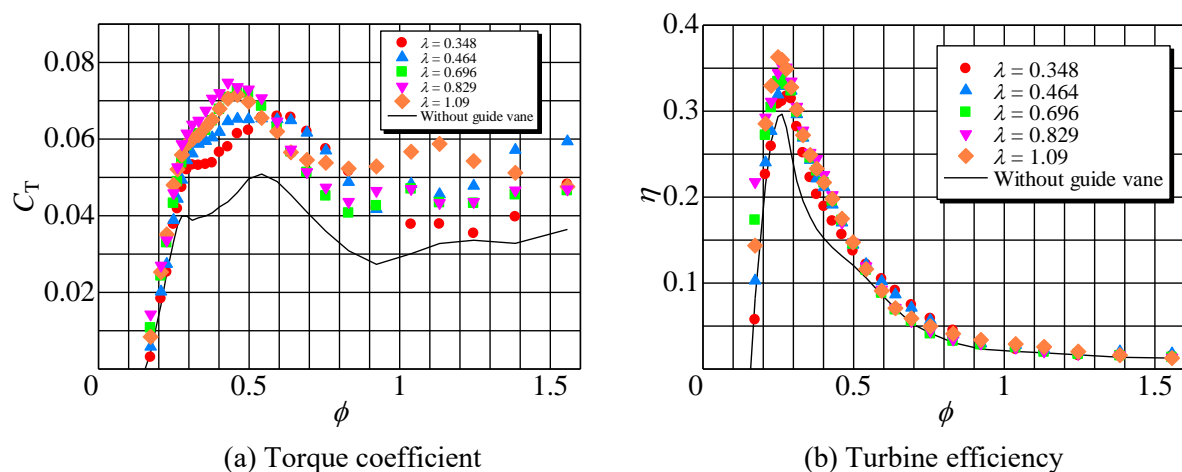 0.08
0.06
0.04
0.02
0
0.5
1
1.5
C_T
ϕ
λ = 0.348
λ = 0.464
λ = 0.696
λ = 0.829
λ = 1.09
Without guide vane
(a) Torque coefficient
0.4
0.3
0.2
0.1
0
0.5
1
1.5
η
ϕ
λ = 0.348
λ = 0.464
λ = 0.696
λ = 0.829
λ = 1.09
Without guide vane
(b) Turbine efficiency